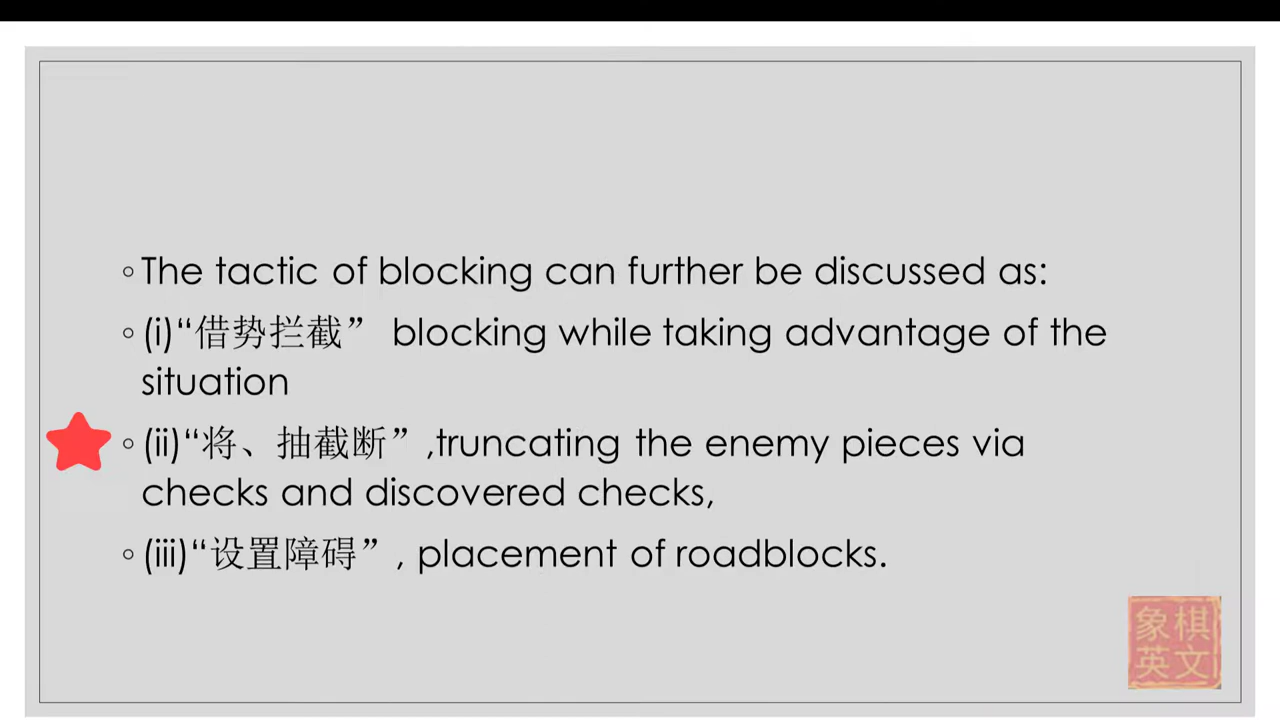 ◦The tactic of blocking can further be discussed as:
◦(i)“借势拦截” blocking while taking advantage of the
situation
◦(ii)“将、抽截断”,truncating the enemy pieces via
checks and discovered checks,
◦(iii)“设置障碍”, placement of roadblocks.
象棋
英文